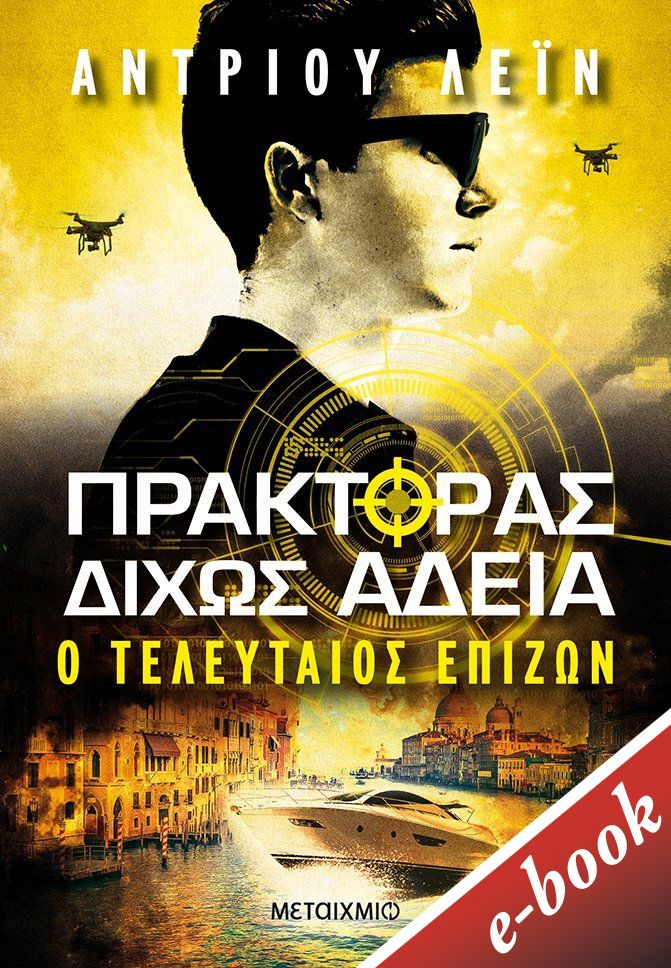 ΑΝΤΡΙΟΥ ΛΕΪΝ
ΠΡΑΚΤΟΡΑΣ
ΔΙΧΩΣ ΑΔΕΙΑ
Ο ΤΕΛΕΥΤΑΙΟΣ ΕΠΙΖΩΝ
ΜΕΤΑΙΧΜΙΟ
e-book